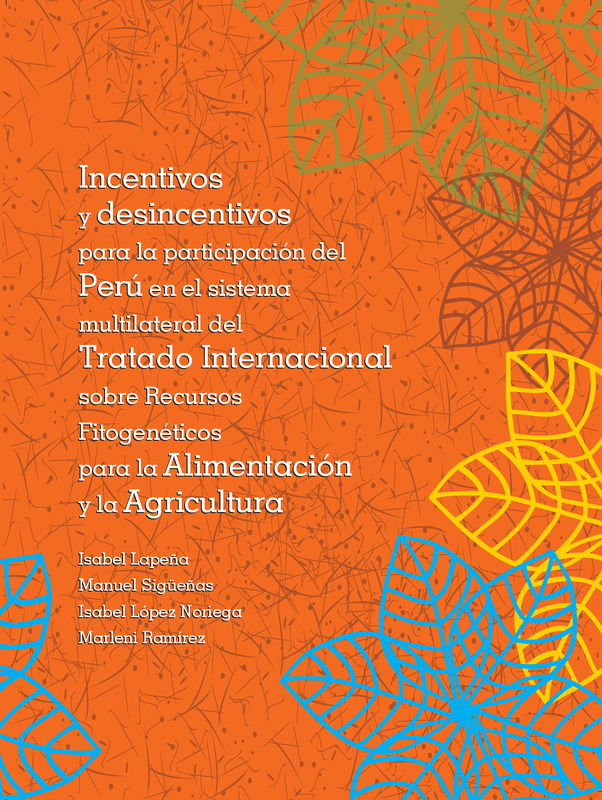 Incentivos
y desincentivos
para la participación del
Perú en el sistema
multilateral del
Tratado Internacional
sobre Recursos
Fitogenéticos
para la Alimentación
y la Agricultura
Isabel Lapeña
Manuel Sigüeñas
Isabel López Noriega
Marleni Ramírez